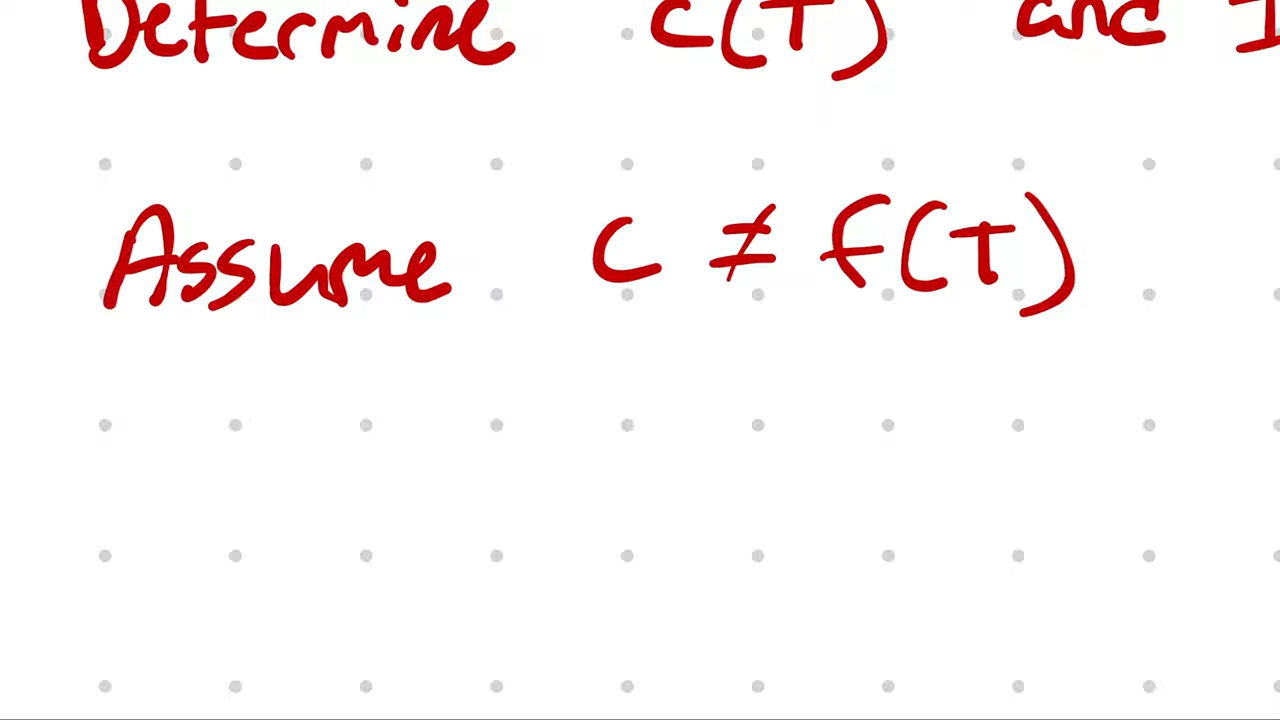 Determine C(T) and
Assume C ≠ f(T)